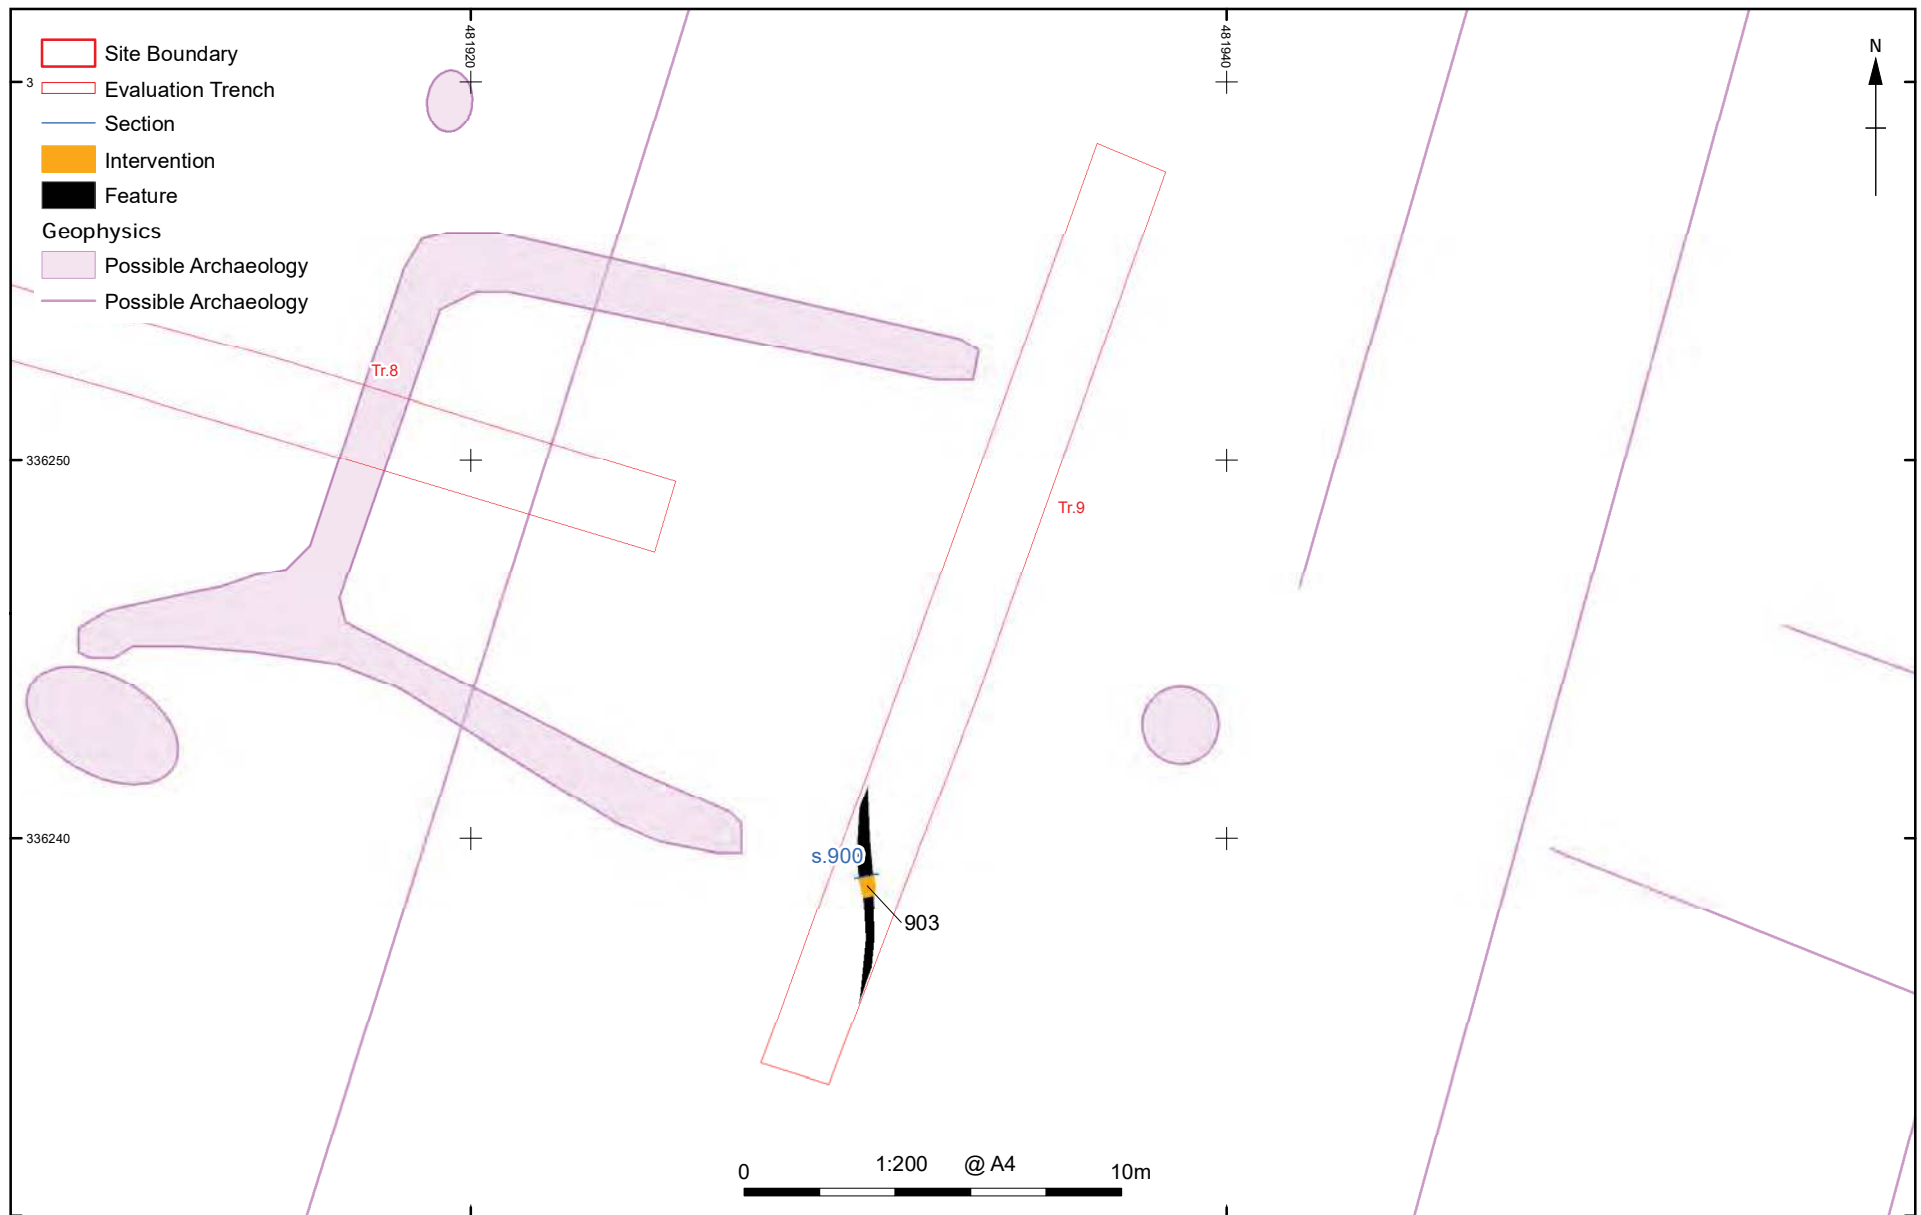 481920
481940
N
Site Boundary
3
Evaluation Trench
Section
Intervention
Feature
Geophysics
Possible Archaeology
Possible Archaeology
Tr.8
336250
Tr.9
336240
s.900
903
0 1:200 @ A4 10m